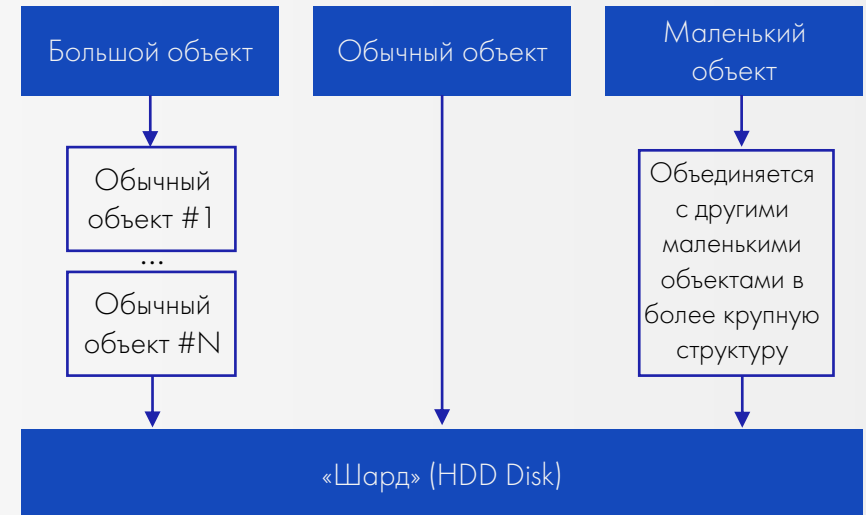 Большой объект
Обычный объект
Маленький
объект
Обычный
объект #1
...
Обычный
объект #N
Объединяется
с другими
маленькими
объектами в
более крупную
структуру
«Шард» (HDD Disk)